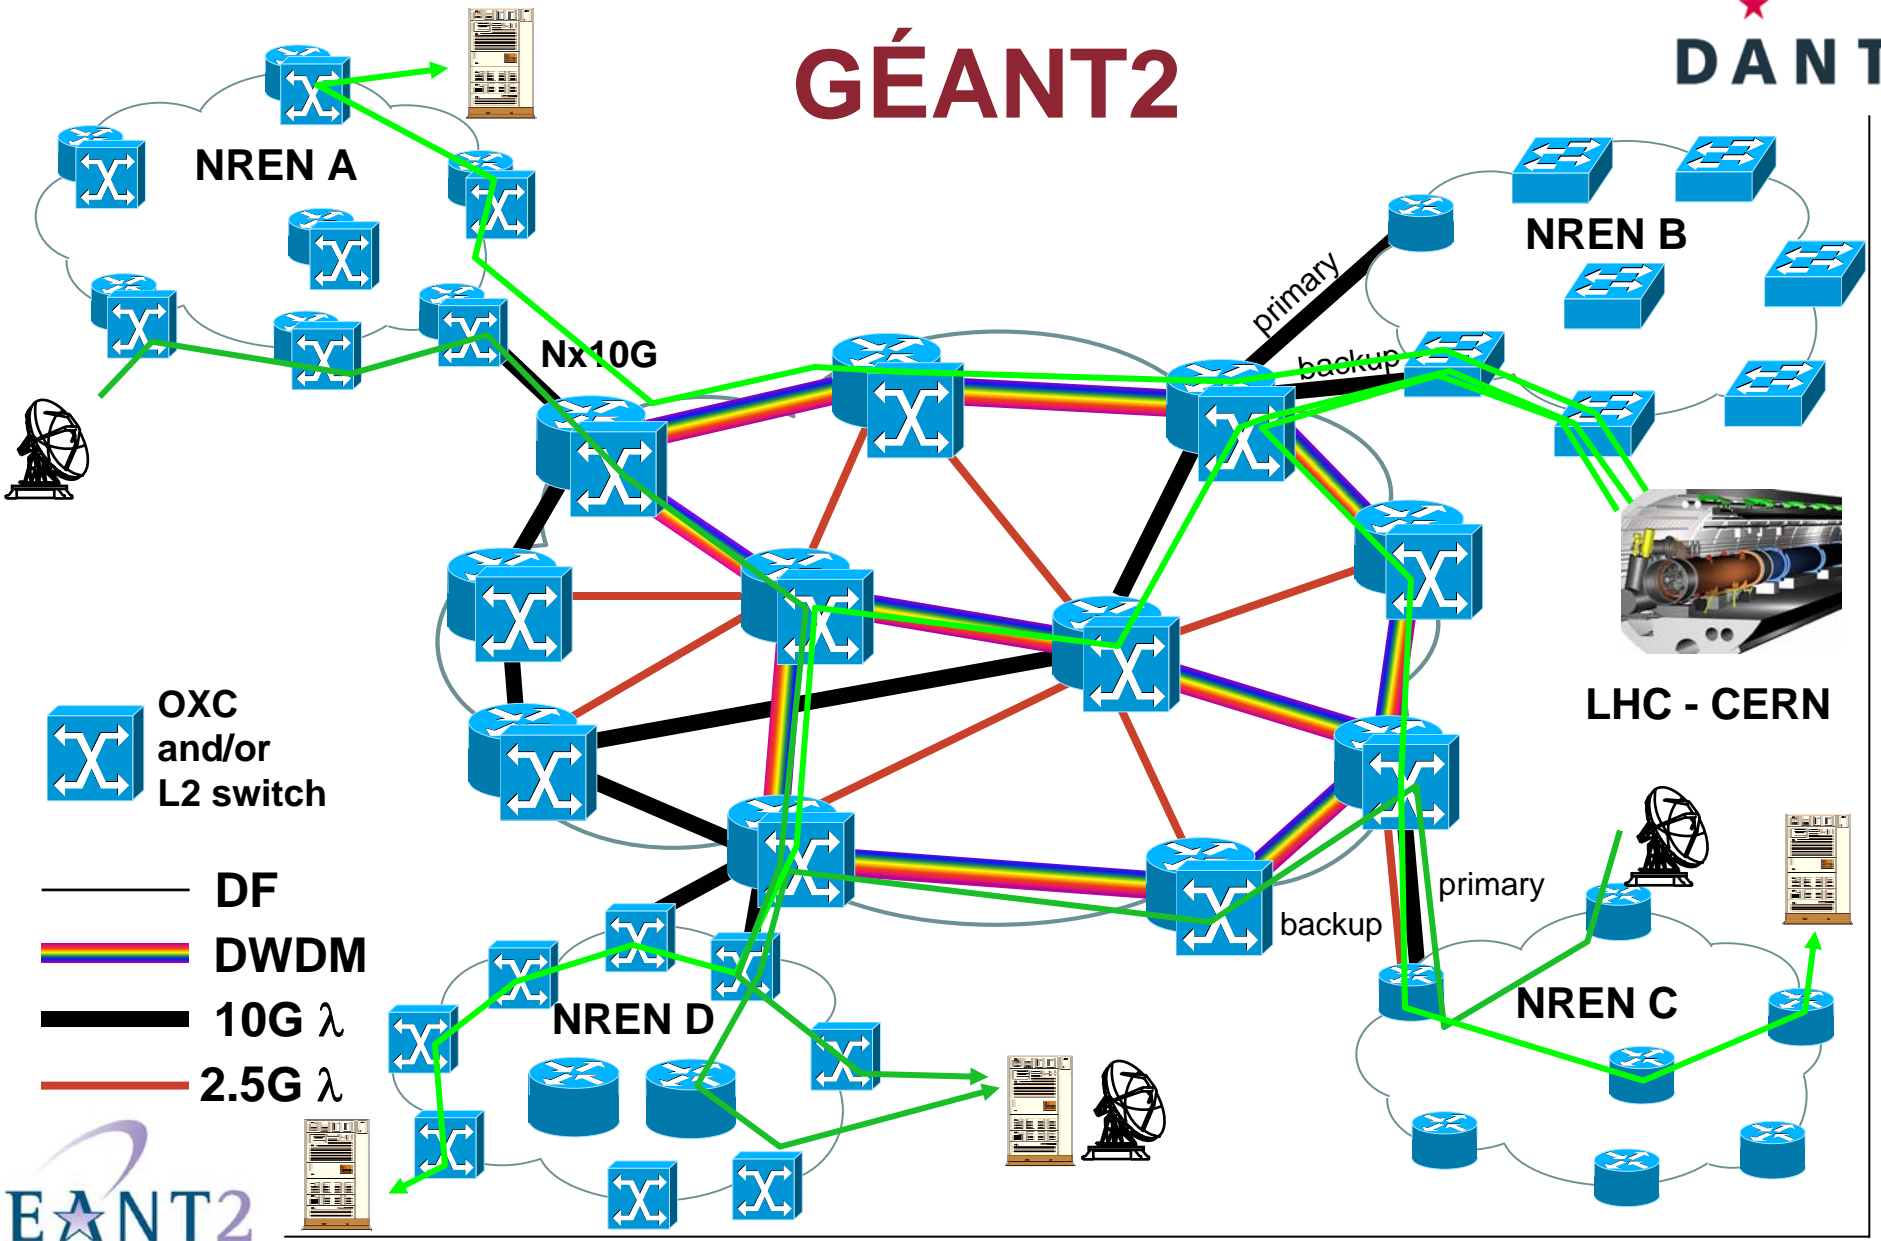 GÉANT2
DANT
NREN A
NREN B
primary
backup
Nx10G
LHC - CERN
OXC
and/or
L2 switch
DF
DWDM
10G λ
2.5G λ
primary
backup
NREN C
NREN D
EANT2